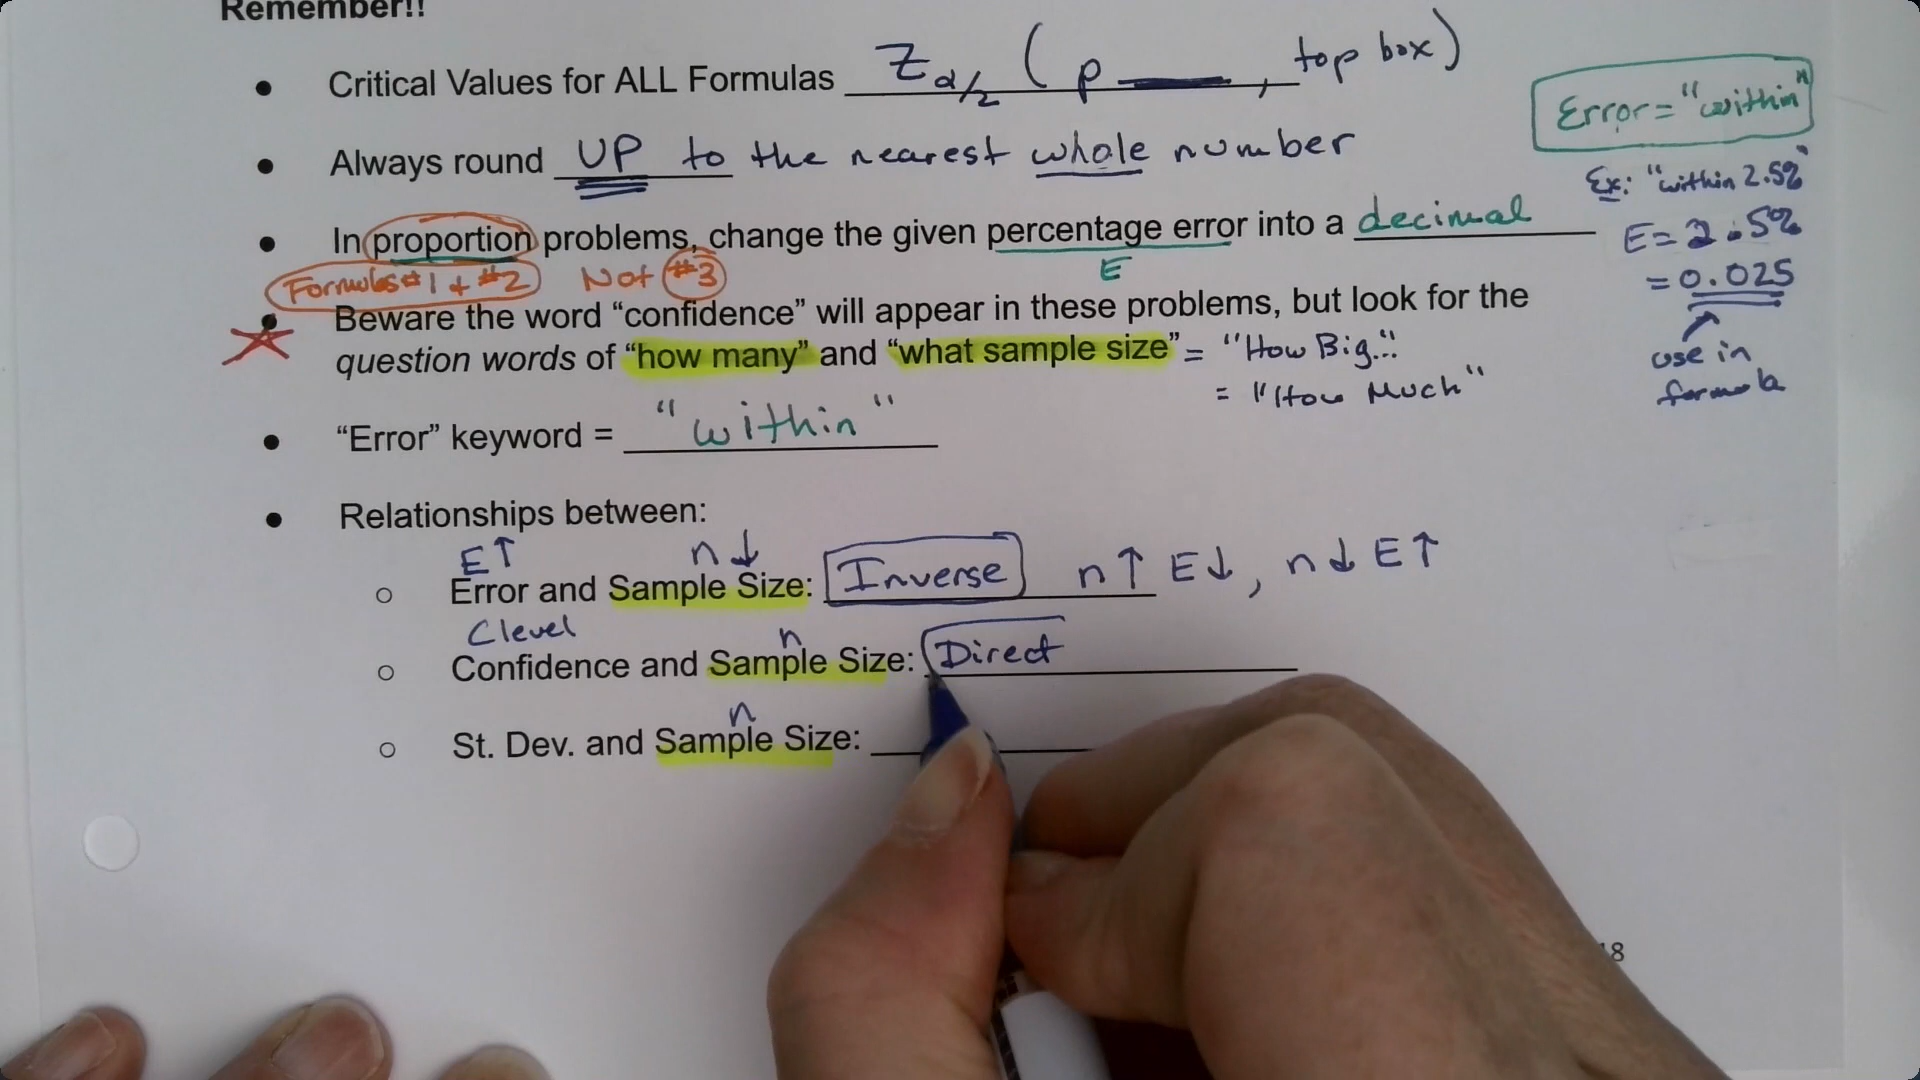 Remember!!
• Critical Values for ALL Formulas Zα/2 (p ____, top box)
Error = "within"
• Always round UP to the nearest whole number
Ex: "within 2.5%"
• In proportion problems, change the given percentage error into a decimal
E = 2.5%
Formulas #1 + #2 Not #3 E
= 0.025
• Beware the word “confidence” will appear in these problems, but look for the
question words of “how many” and “what sample size” = "How Big..."
use in
= "How Much"
formula
• “Error” keyword = "within"
• Relationships between:
E↑ n↓
○ Error and Sample Size: Inverse n↑ E↓, n↓ E↑
Clevel n
○ Confidence and Sample Size: Direct
n
○ St. Dev. and Sample Size:
18